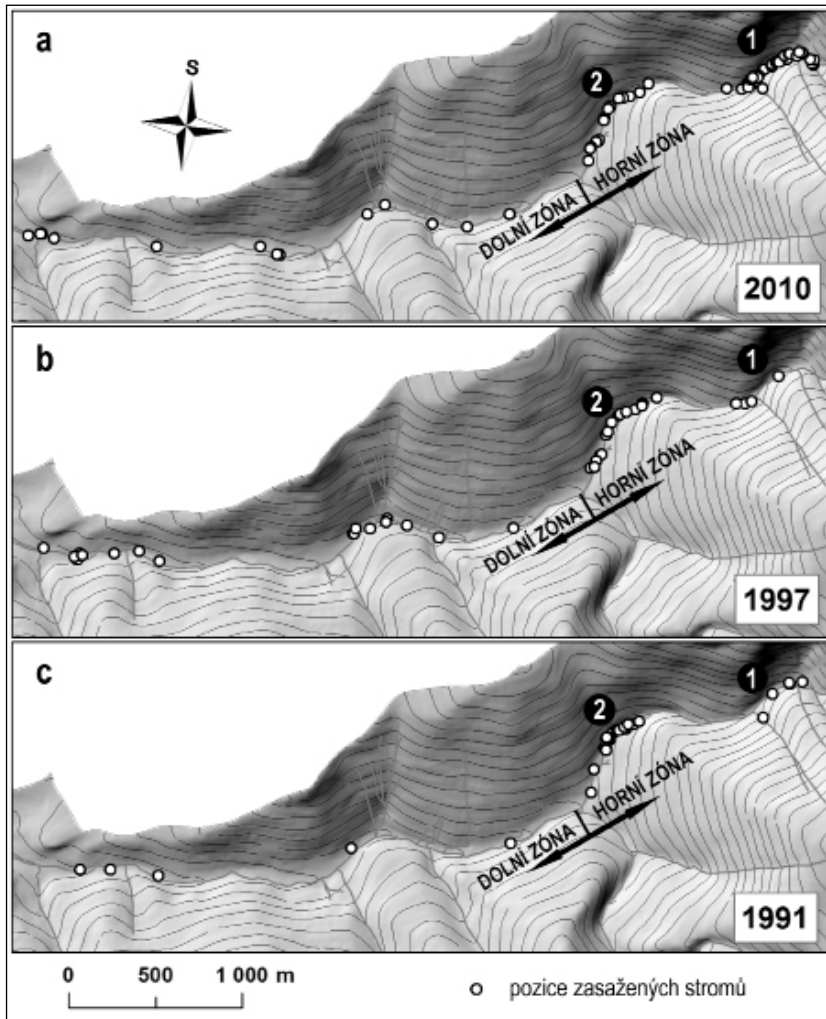 a
S
1
2
DOLNÍ ZÓNA
HORNÍ ZÓNA
2010
b
1
2
DOLNÍ ZÓNA
HORNÍ ZÓNA
1997
c
1
2
DOLNÍ ZÓNA
HORNÍ ZÓNA
1991
0 500 1 000 m
pozice zasažených stromů